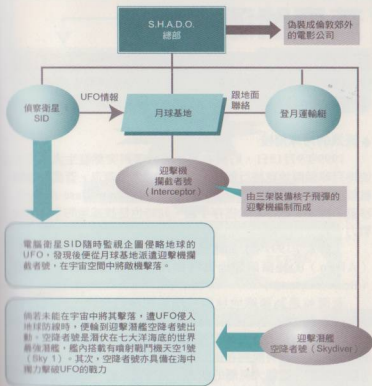 S.H.A.D.O.
總部
偽裝成倫敦郊外
的電影公司
偵察衛星
SID
UFO情報
月球基地
跟地面
聯絡
登月運輸艇
迎擊機
攔截者號
(Interceptor)
由三架裝備核子飛彈的
迎擊機編制而成
電腦衛星SID隨時監視企圖侵略地球的
UFO,發現後便從月球基地派遣迎擊機攔
截者號,在宇宙空間中將敵機擊落。
倘若未能在宇宙中將其擊落,遭UFO侵入
地球防線時,便輪到迎擊潛艦空降者號出
動。空降者號是潛伏在七大洋海底的世界
最強潛艦,艦內搭載有噴射戰鬥機天空1號
(Sky 1)。其次,空降者亦具備在海中
獨力擊破UFO的戰力
迎擊潛艦
空降者號(Skydiver)